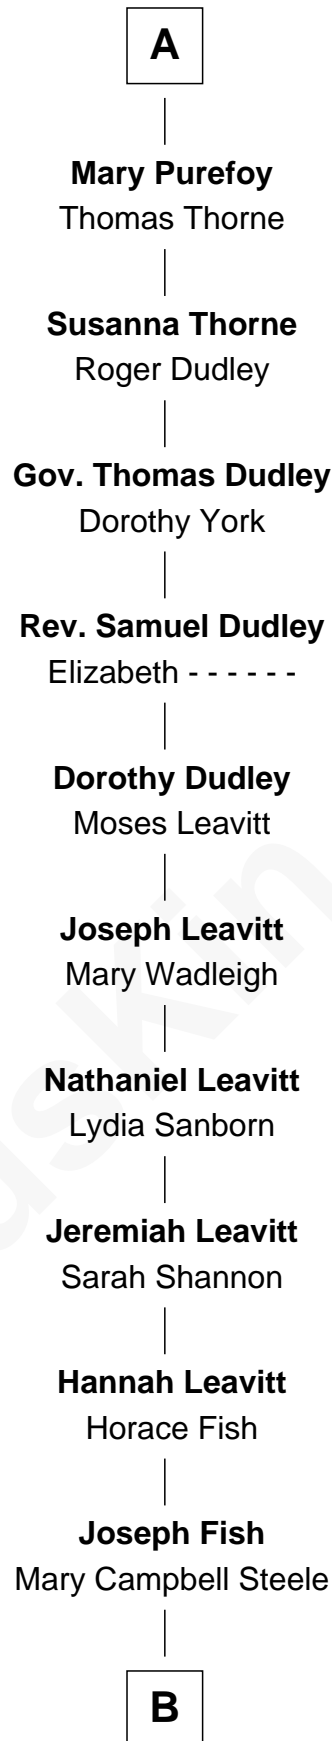 A
Mary Purefoy
Thomas Thorne
Susanna Thorne
Roger Dudley
Gov. Thomas Dudley
Dorothy York
Rev. Samuel Dudley
Elizabeth - - - - - -
Dorothy Dudley
Moses Leavitt
Joseph Leavitt
Mary Wadleigh
Nathaniel Leavitt
Lydia Sanborn
Jeremiah Leavitt
Sarah Shannon
Hannah Leavitt
Horace Fish
Joseph Fish
Mary Campbell Steele
B